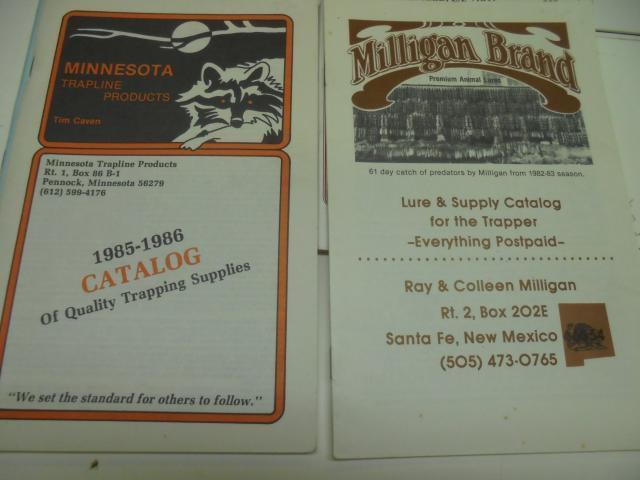 MINNESOTA
TRAPLINE
PRODUCTS
Tim Caven
Minnesota Trapline Products
Rt. 1, Box 86 B-1
Pennock, Minnesota 56279
(612) 599-4176
1985-1986
CATALOG
Of Quality Trapping Supplies
"We set the standard for others to follow."
Milligan Brand
Premium Animal Lures
61 day catch of predators by Milligan from 1982-83 season.
Lure & Supply Catalog
for the Trapper
–Everything Postpaid–
Ray & Colleen Milligan
Rt. 2, Box 202E
Santa Fe, New Mexico
(505) 473-0765